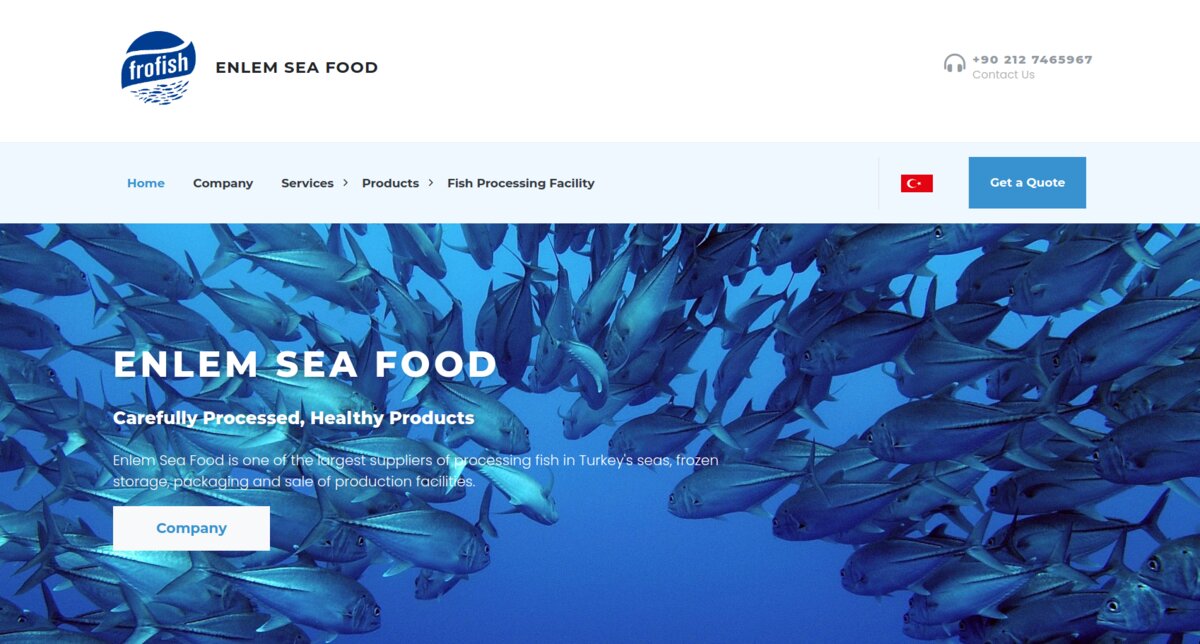 frofish
ENLEM SEA FOOD
+90 212 7465967
Contact Us
Home
Company
Services
Products
Fish Processing Facility
Get a Quote
ENLEM SEA FOOD
Carefully Processed, Healthy Products
Enlem Sea Food is one of the largest suppliers of processing fish in Turkey's seas, frozen
storage, packaging and sale of production facilities.
Company